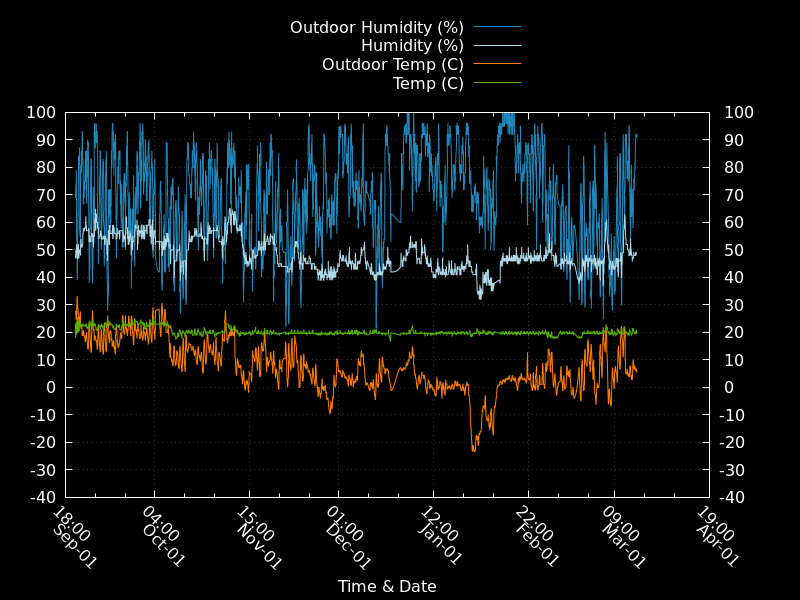 Outdoor Humidity (%)
Humidity (%)
Outdoor Temp (C)
Temp (C)
100 100
90 90
80 80
70 70
60 60
50 50
40 40
30 30
20 20
10 10
0 0
-10 -10
-20 -20
-30 -30
-40 -40
18:00 04:00 15:00 01:00 12:00 22:00 09:00 19:00
Sep-01 Oct-01 Nov-01 Dec-01 Jan-01 Feb-01 Mar-01 Apr-01
Time & Date